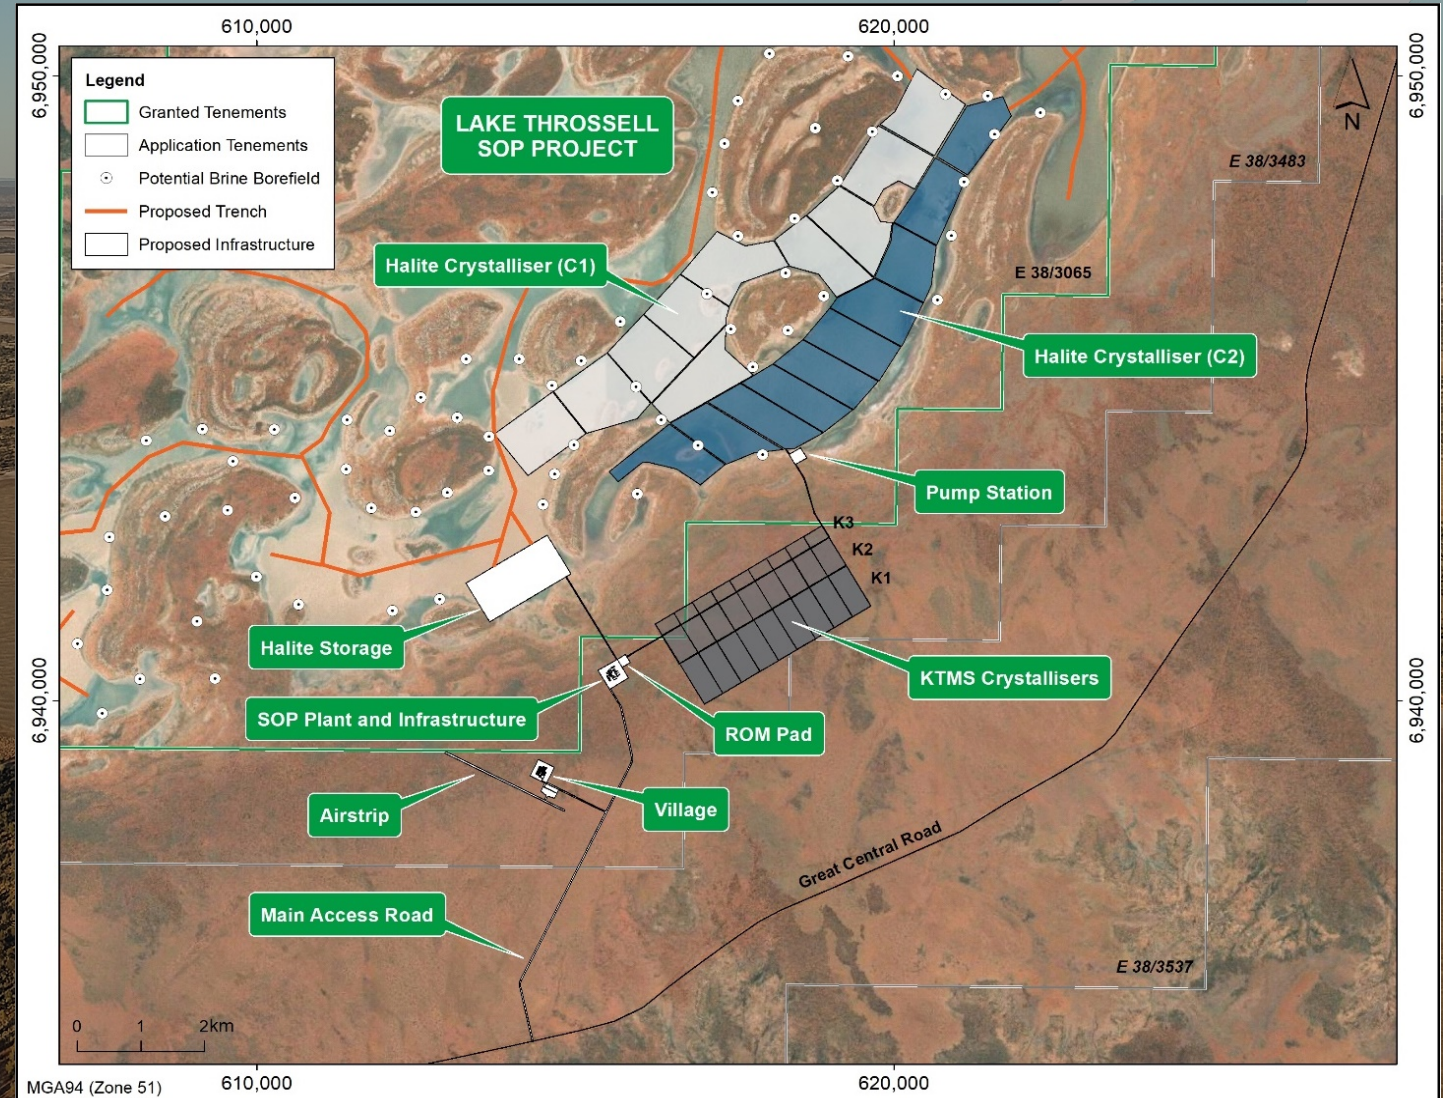 610,000
620,000
6,950,000
6,950,000
Legend
Granted Tenements
Application Tenements
Potential Brine Borefield
Proposed Trench
Proposed Infrastructure
LAKE THROSSELL
SOP PROJECT
N
E 38/3483
Halite Crystalliser (C1)
E 38/3065
Halite Crystalliser (C2)
Pump Station
K3
K2
K1
Halite Storage
KTMS Crystallisers
6,940,000
6,940,000
SOP Plant and Infrastructure
ROM Pad
Airstrip
Village
Great Central Road
Main Access Road
E 38/3537
0 1 2km
MGA94 (Zone 51)
610,000
620,000